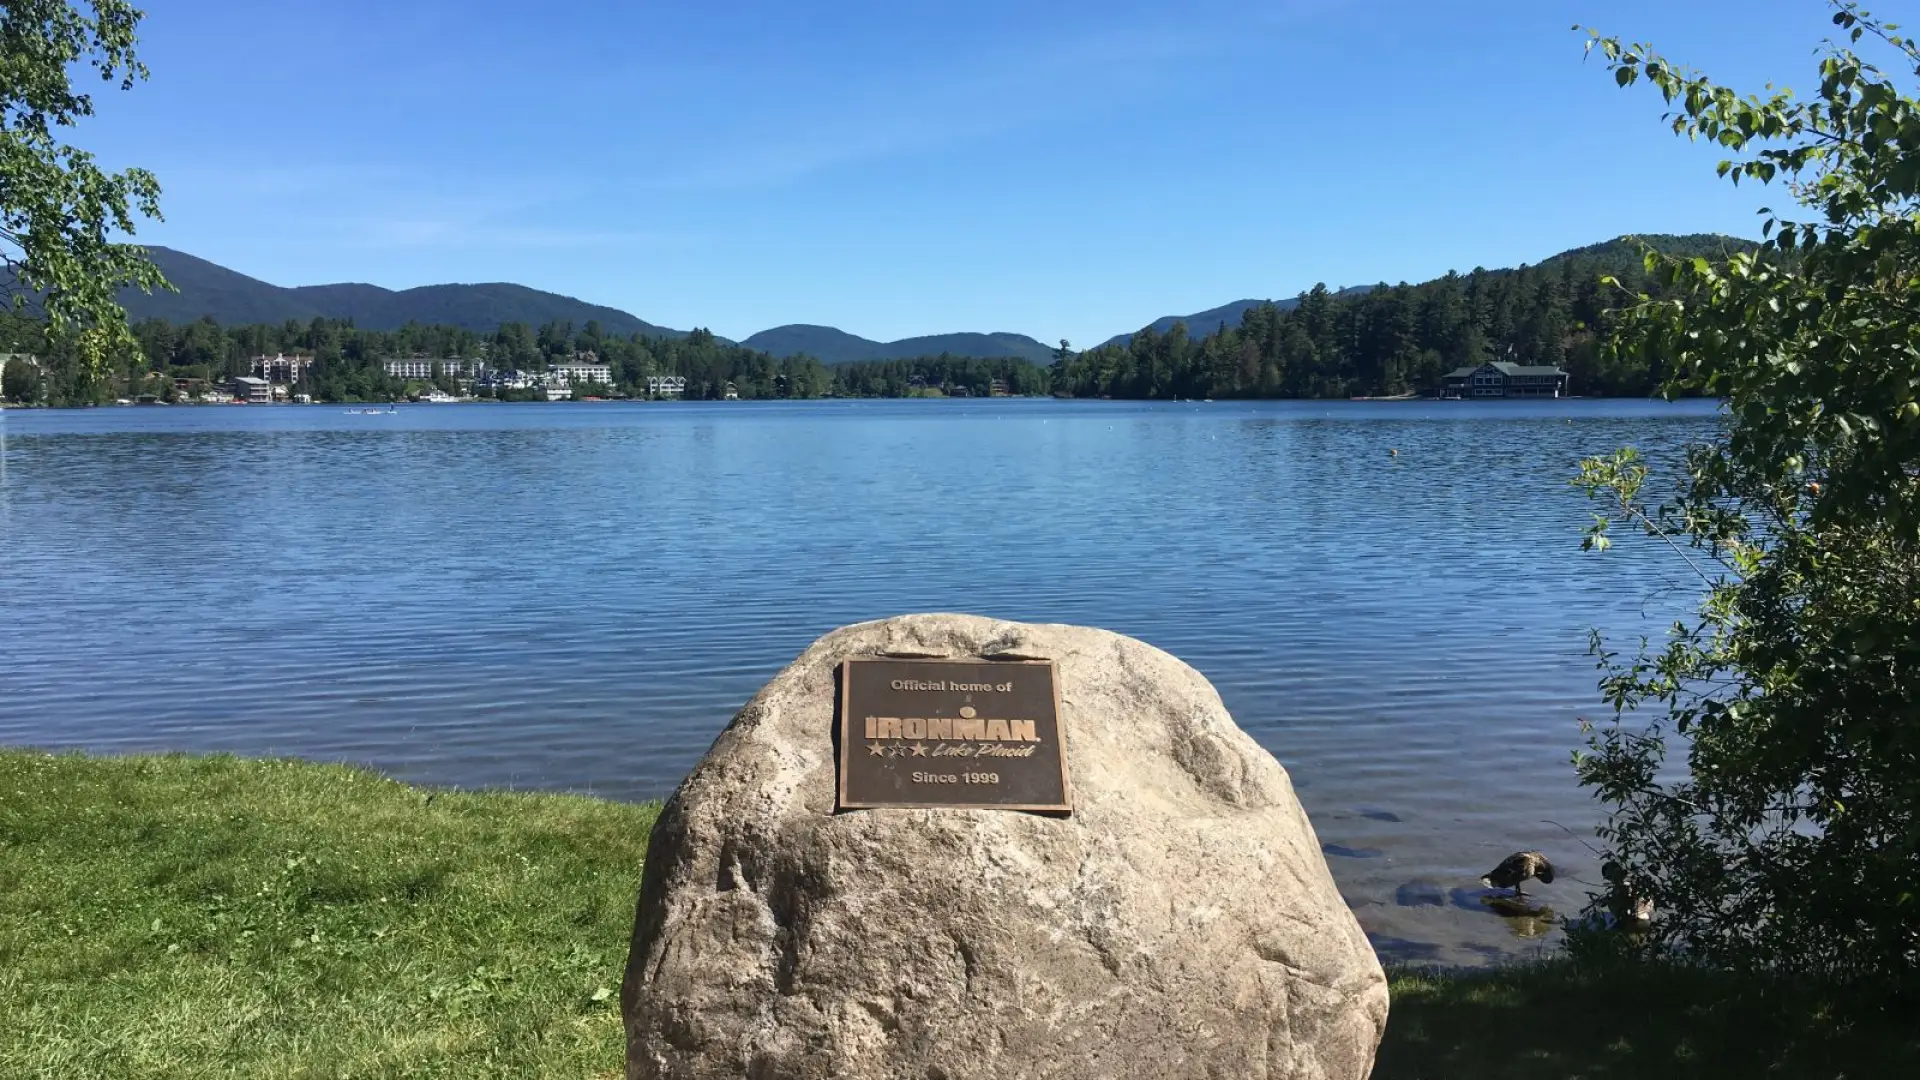 Official home of
IRONMAN
Lake Placid
Since 1999